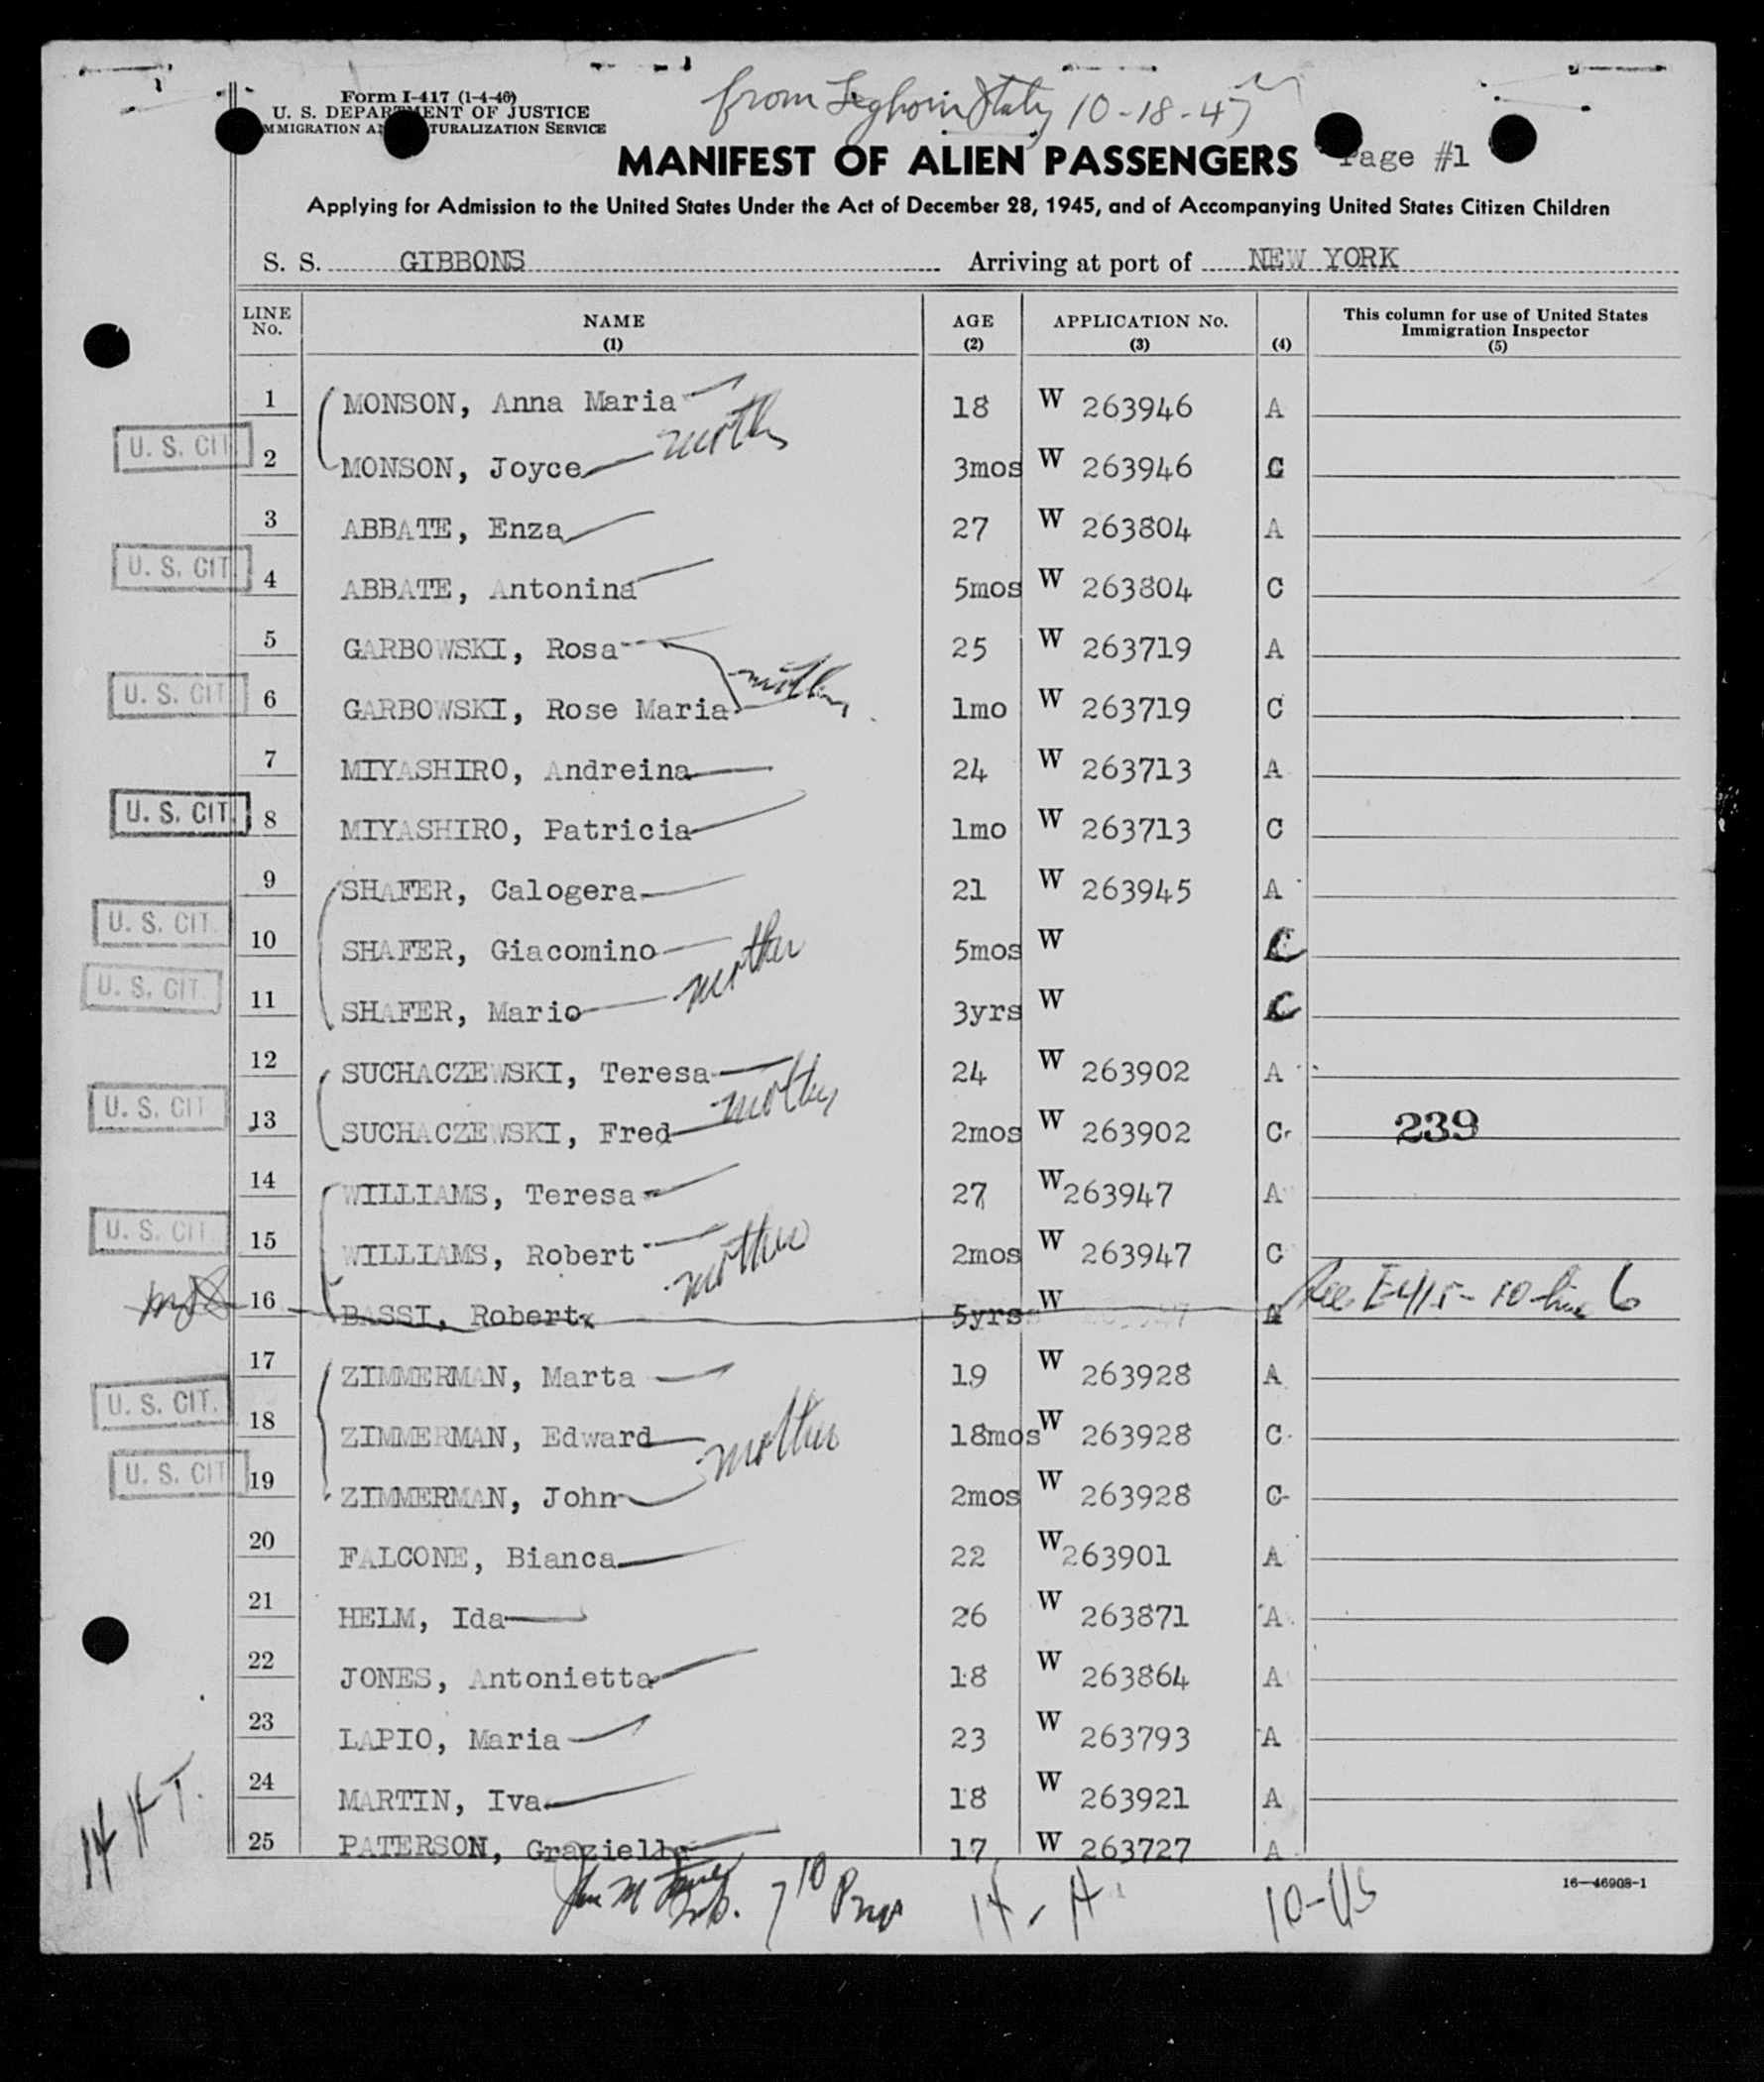 from Leghorn Italy 10-18-47
Form I-417 (1-4-46)
U. S. DEPARTMENT OF JUSTICE
IMMIGRATION AND NATURALIZATION SERVICE
MANIFEST OF ALIEN PASSENGERS Page #1
Applying for Admission to the United States Under the Act of December 28, 1945, and of Accompanying United States Citizen Children
S. S. GIBBONS Arriving at port of NEW YORK
LINE No. NAME (1) AGE (2) APPLICATION No. (3) (4) This column for use of United States Immigration Inspector (5)
1 MONSON, Anna Maria 18 W 263946 A
mother
U. S. CIT. 2 MONSON, Joyce 3mos W 263946 C
3 ABBATE, Enza 27 W 263804 A
U. S. CIT. 4 ABBATE, Antonina 5mos W 263804 C
5 GARBOWSKI, Rosa 25 W 263719 A
mother
U. S. CIT 6 GARBOWSKI, Rose Maria 1mo W 263719 C
7 MIYASHIRO, Andreina 24 W 263713 A
U. S. CIT. 8 MIYASHIRO, Patricia 1mo W 263713 C
9 SHAFER, Calogera 21 W 263945 A
U. S. CIT. 10 SHAFER, Giacomino 5mos W C
mother
U. S. CIT. 11 SHAFER, Mario 3yrs W C
12 SUCHACZEWSKI, Teresa 24 W 263902 A
mother
U. S. CIT 13 SUCHACZEWSKI, Fred 2mos W 263902 C 239
14 WILLIAMS, Teresa 27 W 263947 A
U. S. CIT. 15 WILLIAMS, Robert 2mos W 263947 C
mother
16 BASSI, Robert 5yrs W A See I-415-10-line 6
17 ZIMMERMAN, Marta 19 W 263928 A
U. S. CIT. 18 ZIMMERMAN, Edward 18mos W 263928 C
mother
U. S. CIT 19 ZIMMERMAN, John 2mos W 263928 C
20 FALCONE, Bianca 22 W 263901 A
21 HELM, Ida 26 W 263871 A
22 JONES, Antonietta 18 W 263864 A
23 LAPIO, Maria 23 W 263793 A
24 MARTIN, Iva 18 W 263921 A
14 H T.
25 PATERSON, Graziella 17 W 263727 A
16—46908-1
14 - A 10-US